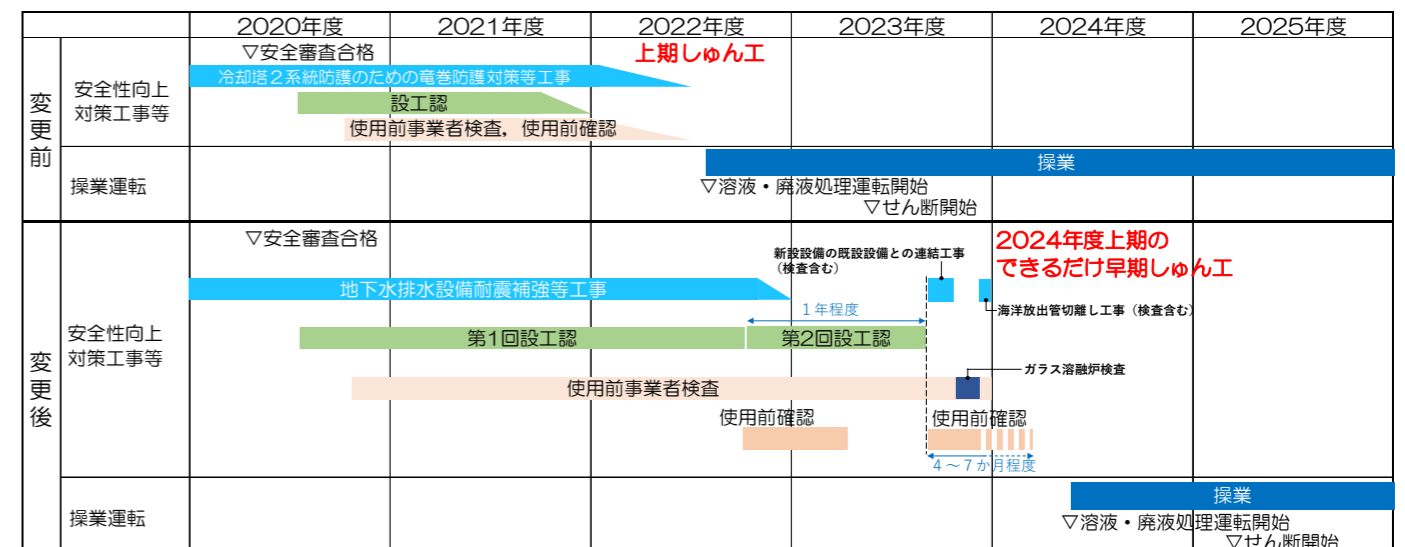 2020年度 2021年度 2022年度 2023年度 2024年度 2025年度
変更前
安全性向上
対策工事等
▽安全審査合格
上期しゅん工
冷却塔2系統防護のための竜巻防護対策等工事
設工認
使用前事業者検査，使用前確認
操業運転
操業
▽溶液・廃液処理運転開始
▽せん断開始
変更後
安全性向上
対策工事等
▽安全審査合格
2024年度上期の
できるだけ早期しゅん工
新設設備の既設設備との連結工事
（検査含む）
地下水排水設備耐震補強等工事
海洋放出管切離し工事（検査含む）
1年程度
第1回設工認
第2回設工認
ガラス溶融炉検査
使用前事業者検査
使用前確認
使用前確認
4～7か月程度
操業運転
操業
▽溶液・廃液処理運転開始
▽せん断開始